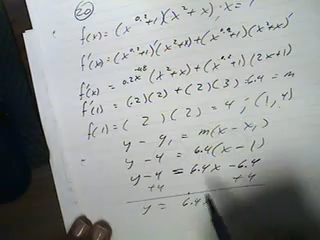 20
f(x) = (x^0.2+1)(x^2+x), x=1
f'(x) = (x^0.2+1)'(x^2+x)+(x^0.2+1)(x^2+x)'
f'(x) = 0.2x^-0.8 (x^2+x)+(x^0.2+1)(2x+1)
f'(1) = (.2)(2)+(2)(3) = 6.4 = m
f(1) = (2)(2) = 4, (1,4)
y - y₁ = m(x - x₁)
y - 4 = 6.4(x - 1)
y - 4 = 6.4x - 6.4
+4 +4
y = 6.4x